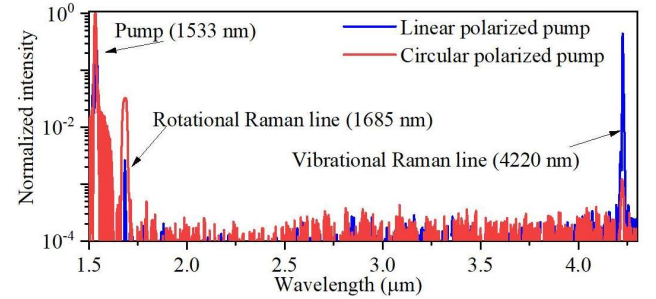 10⁰
Linear polarized pump
Pump (1533 nm)
Circular polarized pump
10⁻²
Rotational Raman line (1685 nm)
Vibrational Raman line (4220 nm)
10⁻⁴
Normalized intensity
1.5 2.0 2.5 3.0 3.5 4.0
Wavelength (μm)